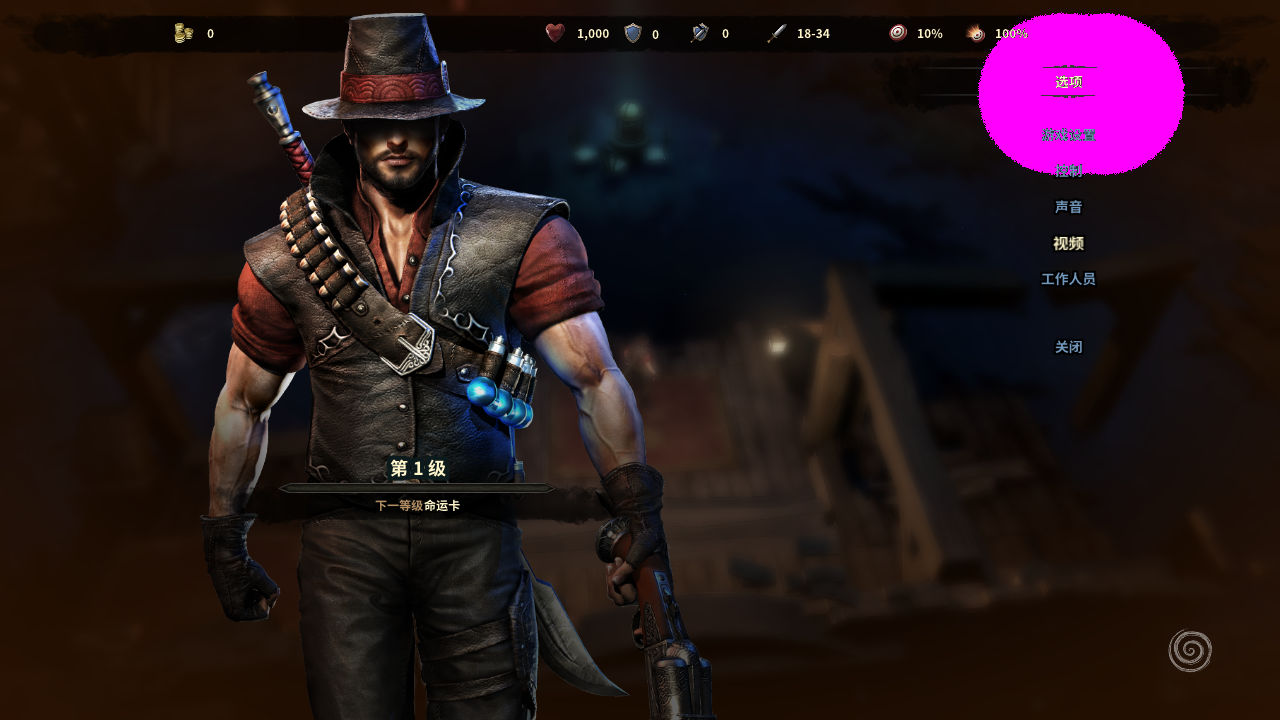 0 1,000 0 0 18-34 10% 100%
选项
游戏设置
控制
声音
视频
工作人员
关闭
第 1 级
下一等级命运卡